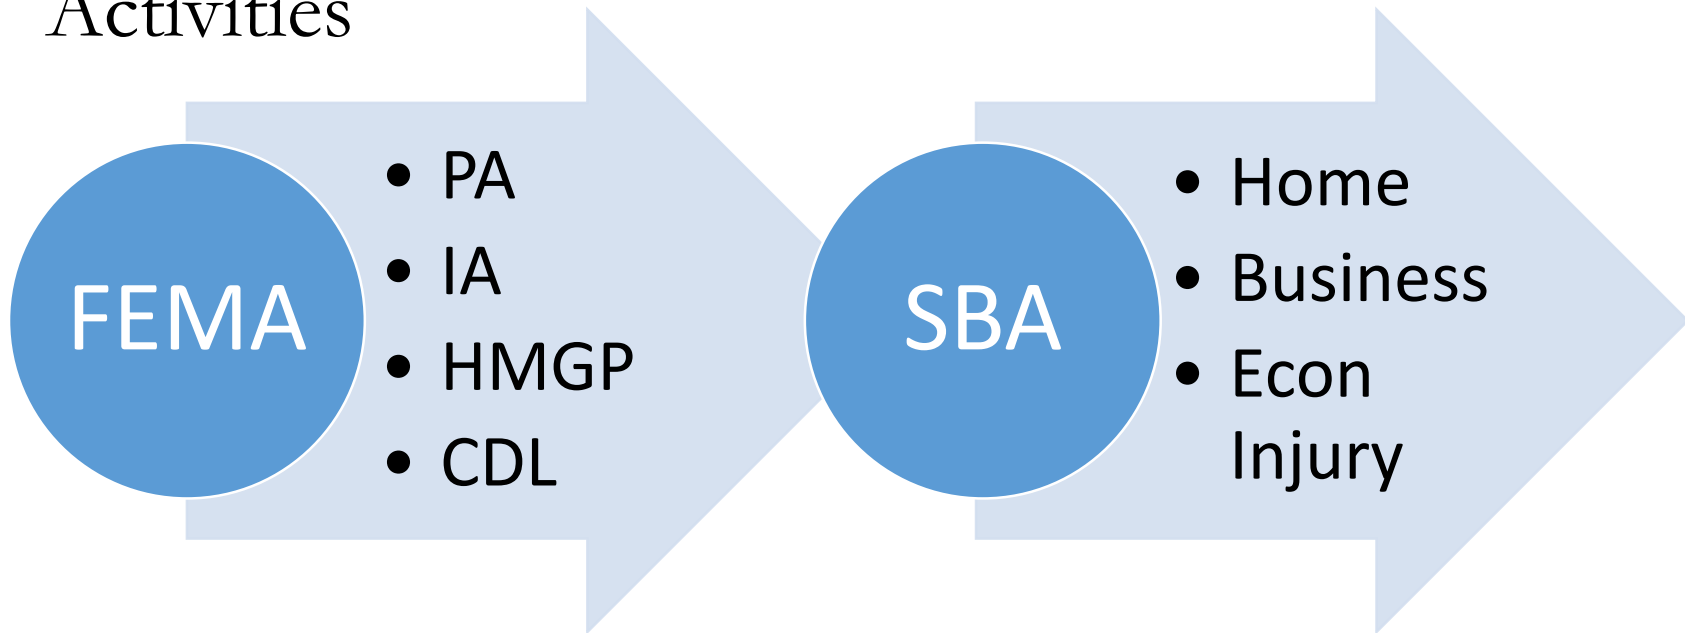 Activities
FEMA
• PA
• IA
• HMGP
• CDL
SBA
• Home
• Business
• Econ
Injury